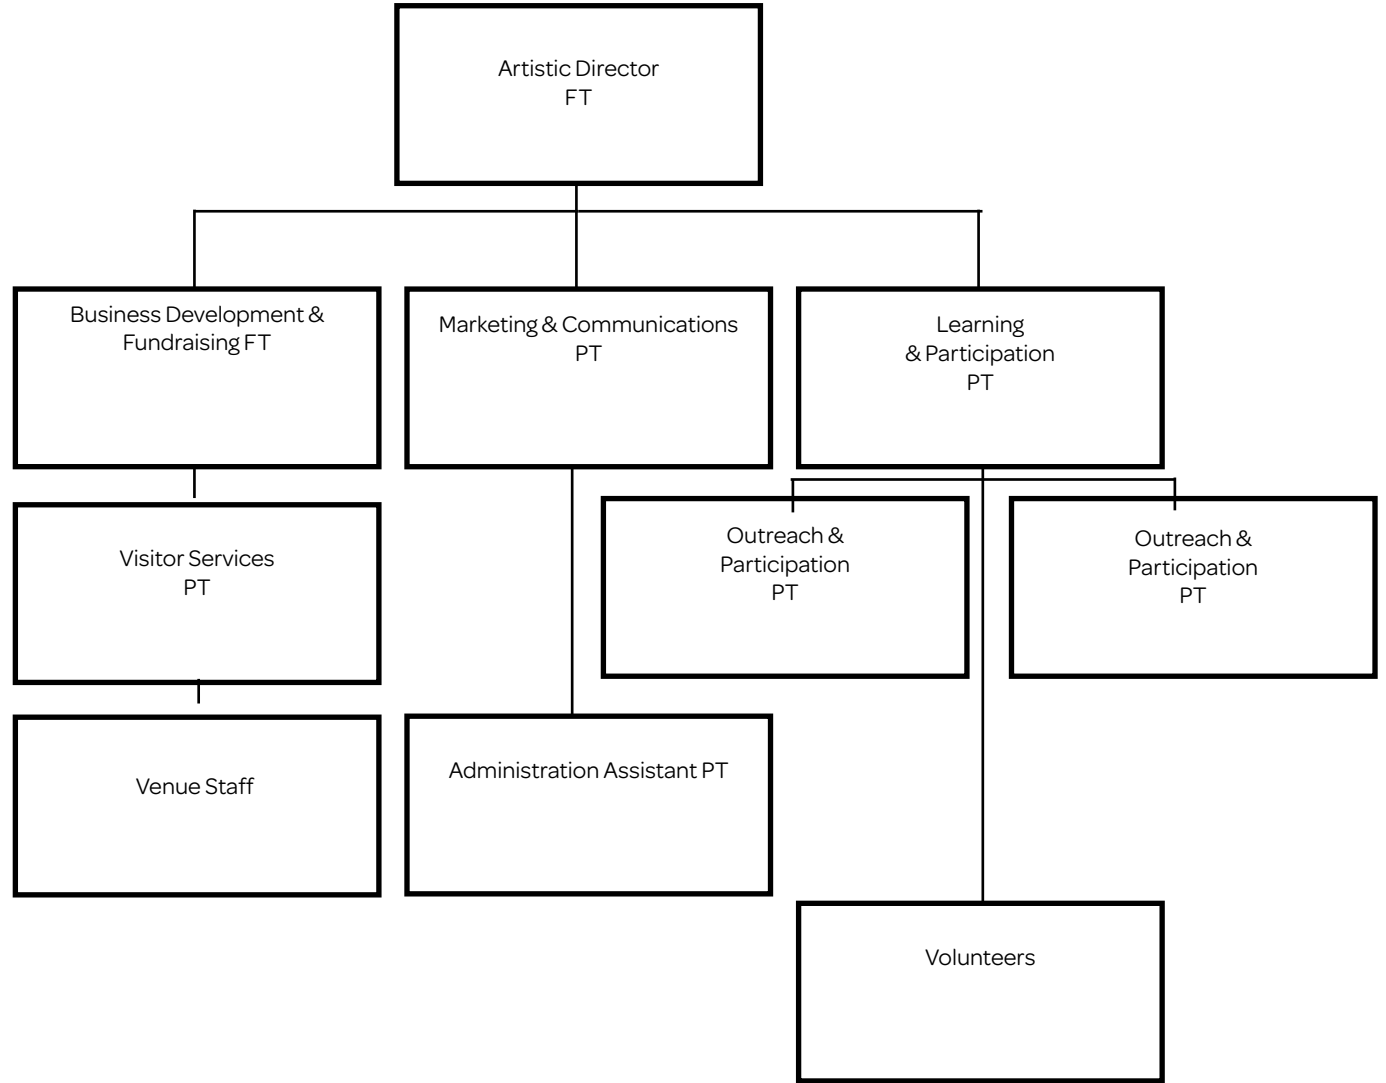 Artistic Director
FT
Business Development &
Fundraising FT
Marketing & Communications
PT
Learning
& Participation
PT
Visitor Services
PT
Outreach &
Participation
PT
Outreach &
Participation
PT
Venue Staff
Administration Assistant PT
Volunteers